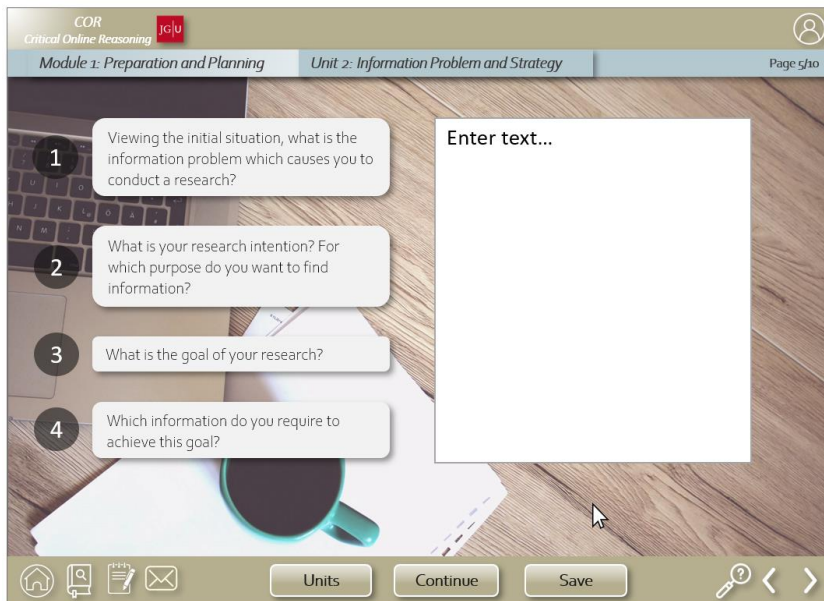 COR
Critical Online Reasoning
JG|U
Module 1: Preparation and Planning
Unit 2: Information Problem and Strategy
Page 5/10
1
Viewing the initial situation, what is the
information problem which causes you to
conduct a research?
2
What is your research intention? For
which purpose do you want to find
information?
3
What is the goal of your research?
4
Which information do you require to
achieve this goal?
Enter text...
Units
Continue
Save
?